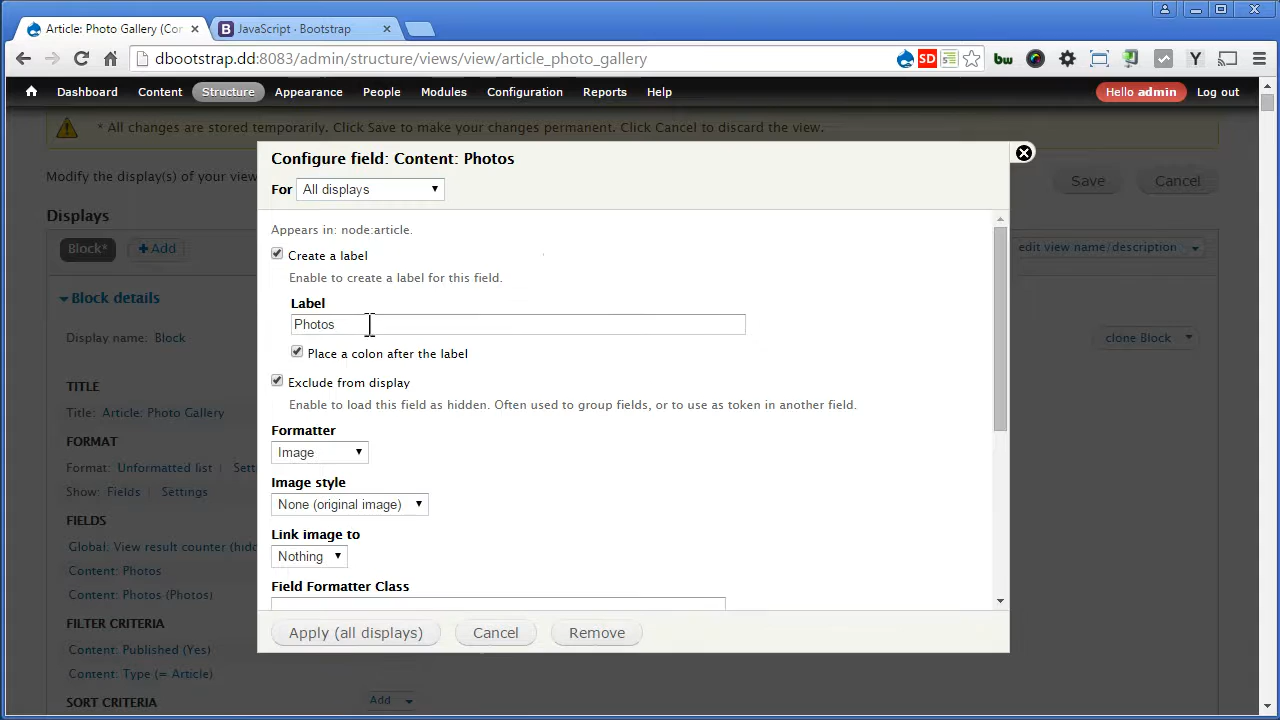 Article: Photo Gallery (Con
JavaScript · Bootstrap
dbootstrap.dd:8083/admin/structure/views/view/article_photo_gallery
SD
bw
Y
Dashboard Content Structure Appearance People Modules Configuration Reports Help Hello admin Log out
* All changes are stored temporarily. Click Save to make your changes permanent. Click Cancel to discard the view.
Modify the display(s) of your view
Save Cancel
Displays
Block* Add
edit view name/description
Block details
Display name: Block
clone Block
TITLE
Title: Article: Photo Gallery
FORMAT
Format: Unformatted list | Sett
Show: Fields | Settings
FIELDS
Global: View result counter (hidd
Content: Photos
Content: Photos (Photos)
FILTER CRITERIA
Content: Published (Yes)
Content: Type (= Article)
SORT CRITERIA
Add
Configure field: Content: Photos
For All displays
Appears in: node:article.
Create a label
Enable to create a label for this field.
Label
Photos
Place a colon after the label
Exclude from display
Enable to load this field as hidden. Often used to group fields, or to use as token in another field.
Formatter
Image
Image style
None (original image)
Link image to
Nothing
Field Formatter Class
Apply (all displays) Cancel Remove